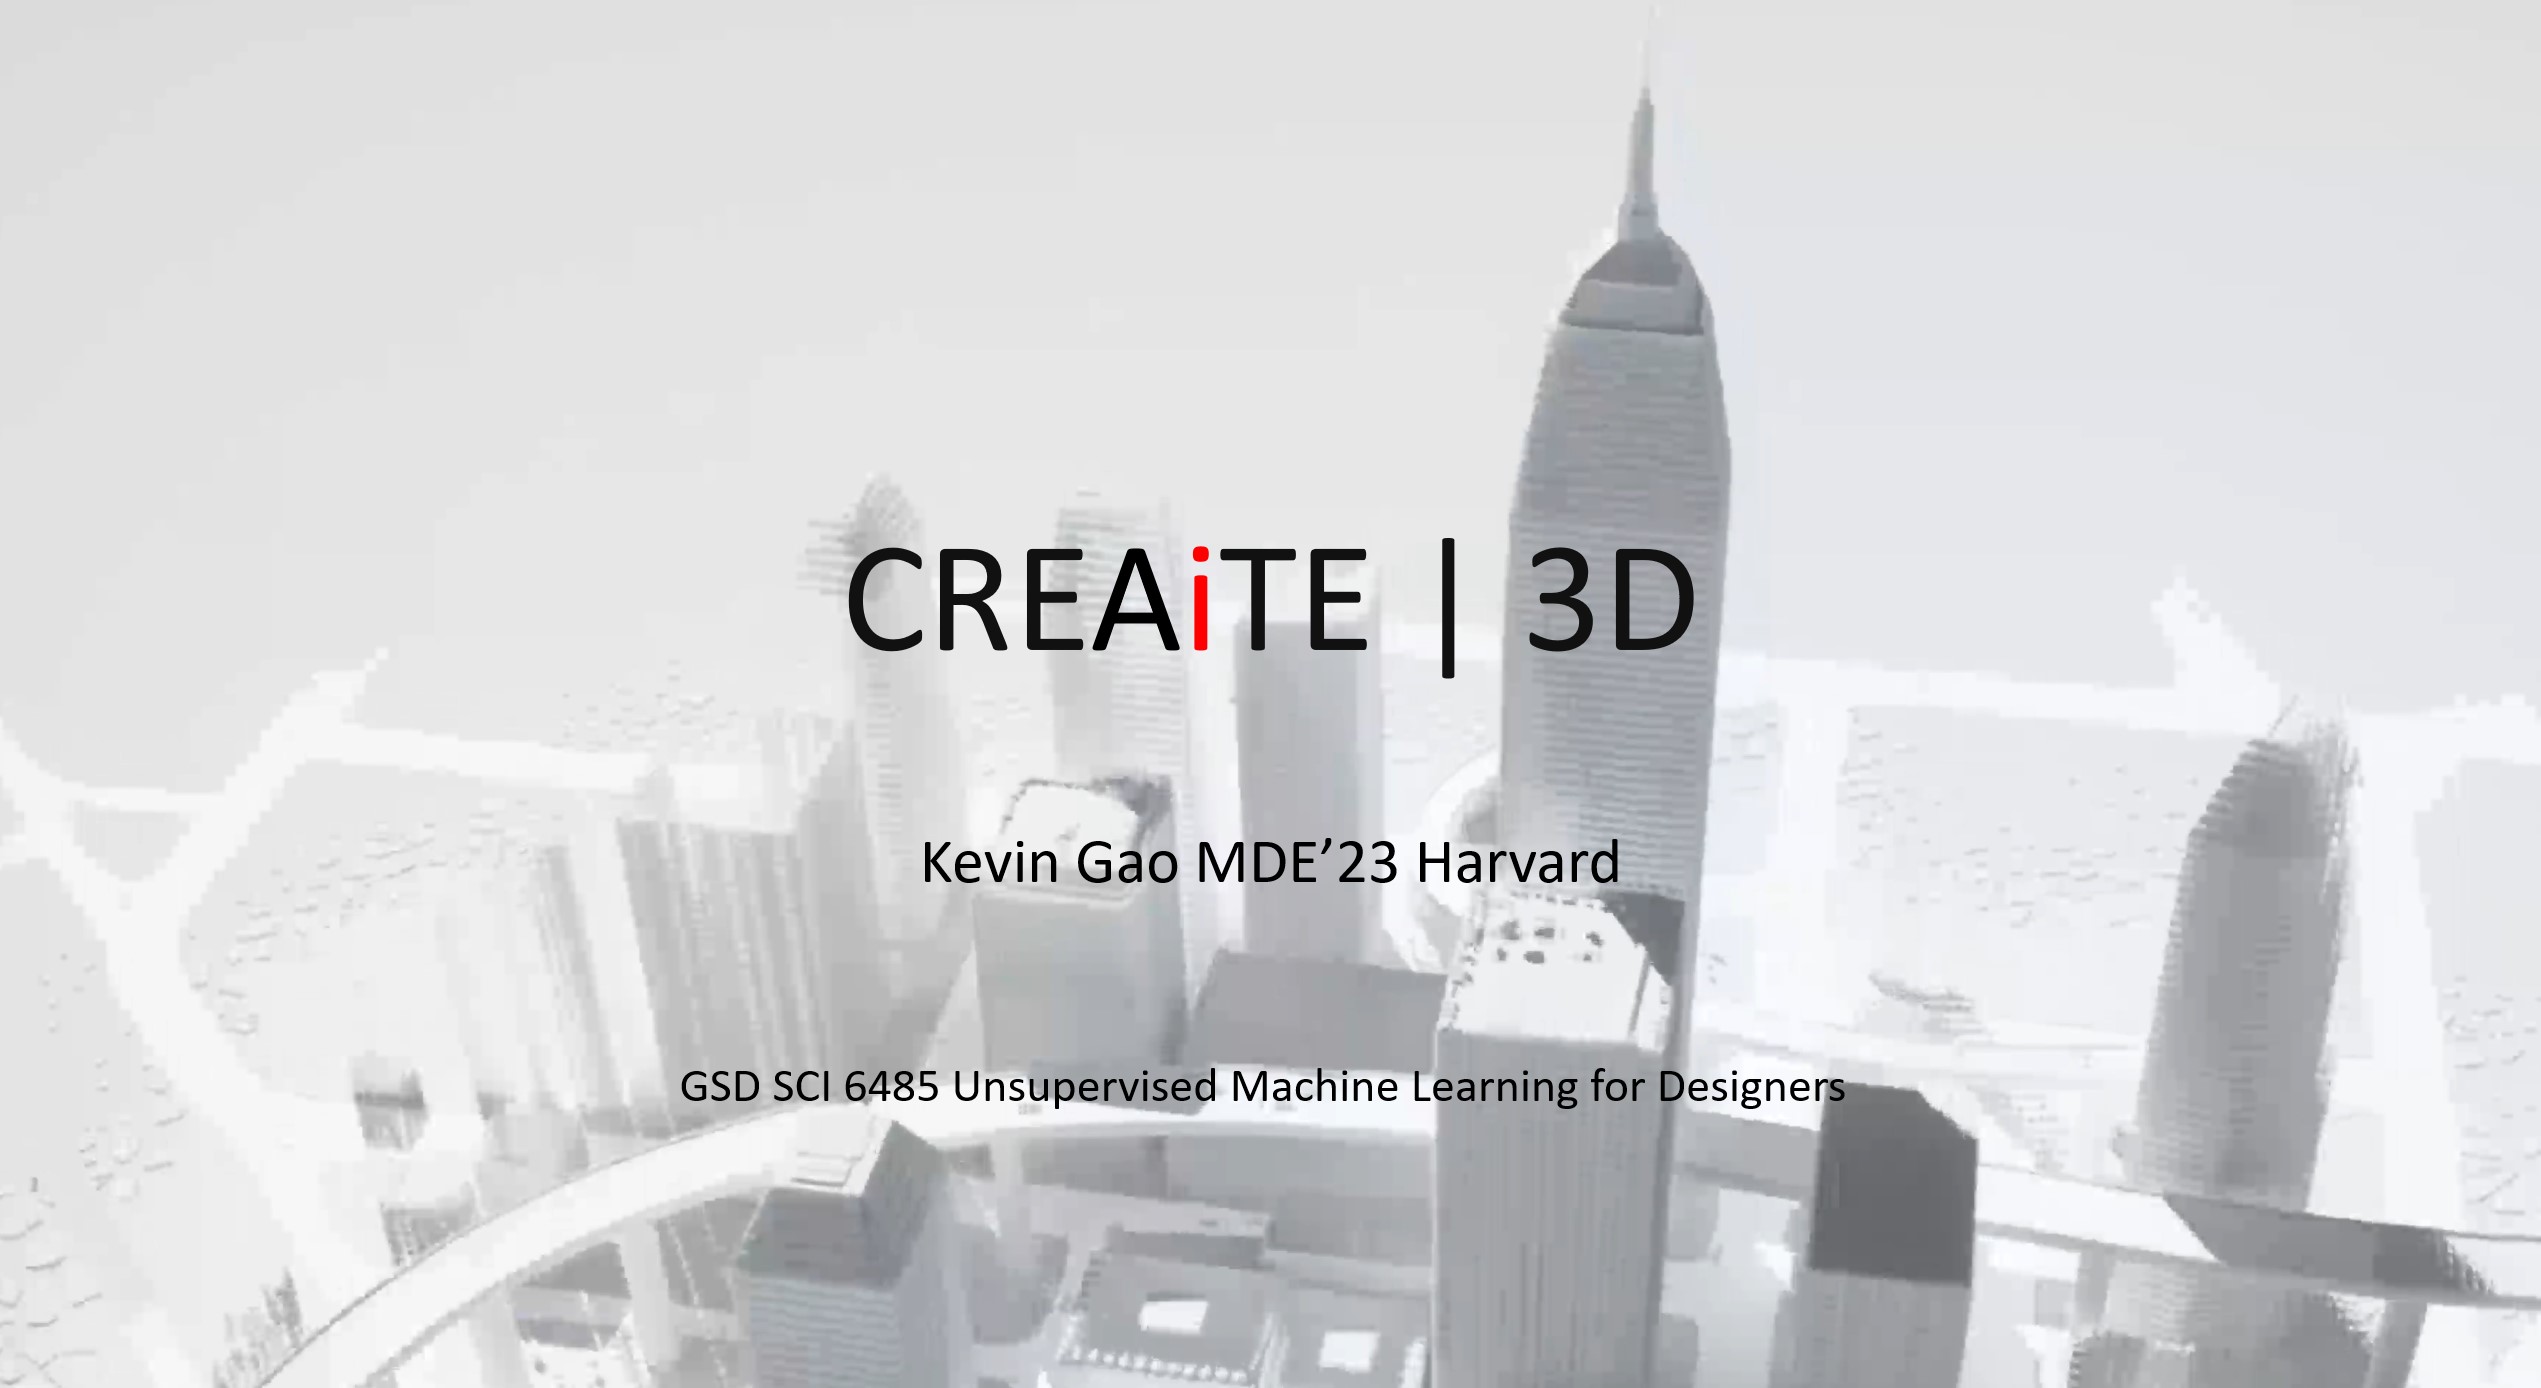 CREAiTE | 3D
Kevin Gao MDE’23 Harvard
GSD SCI 6485 Unsupervised Machine Learning for Designers